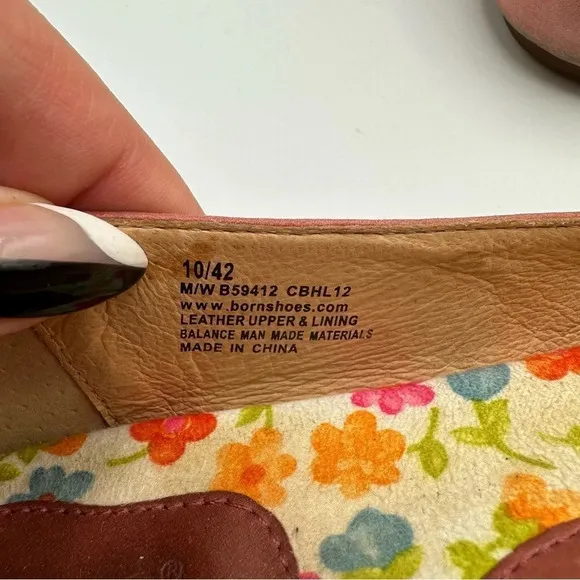 10/42
M/W B59412 CBHL12
www.bornshoes.com
LEATHER UPPER & LINING
BALANCE MAN MADE MATERIALS
MADE IN CHINA
®